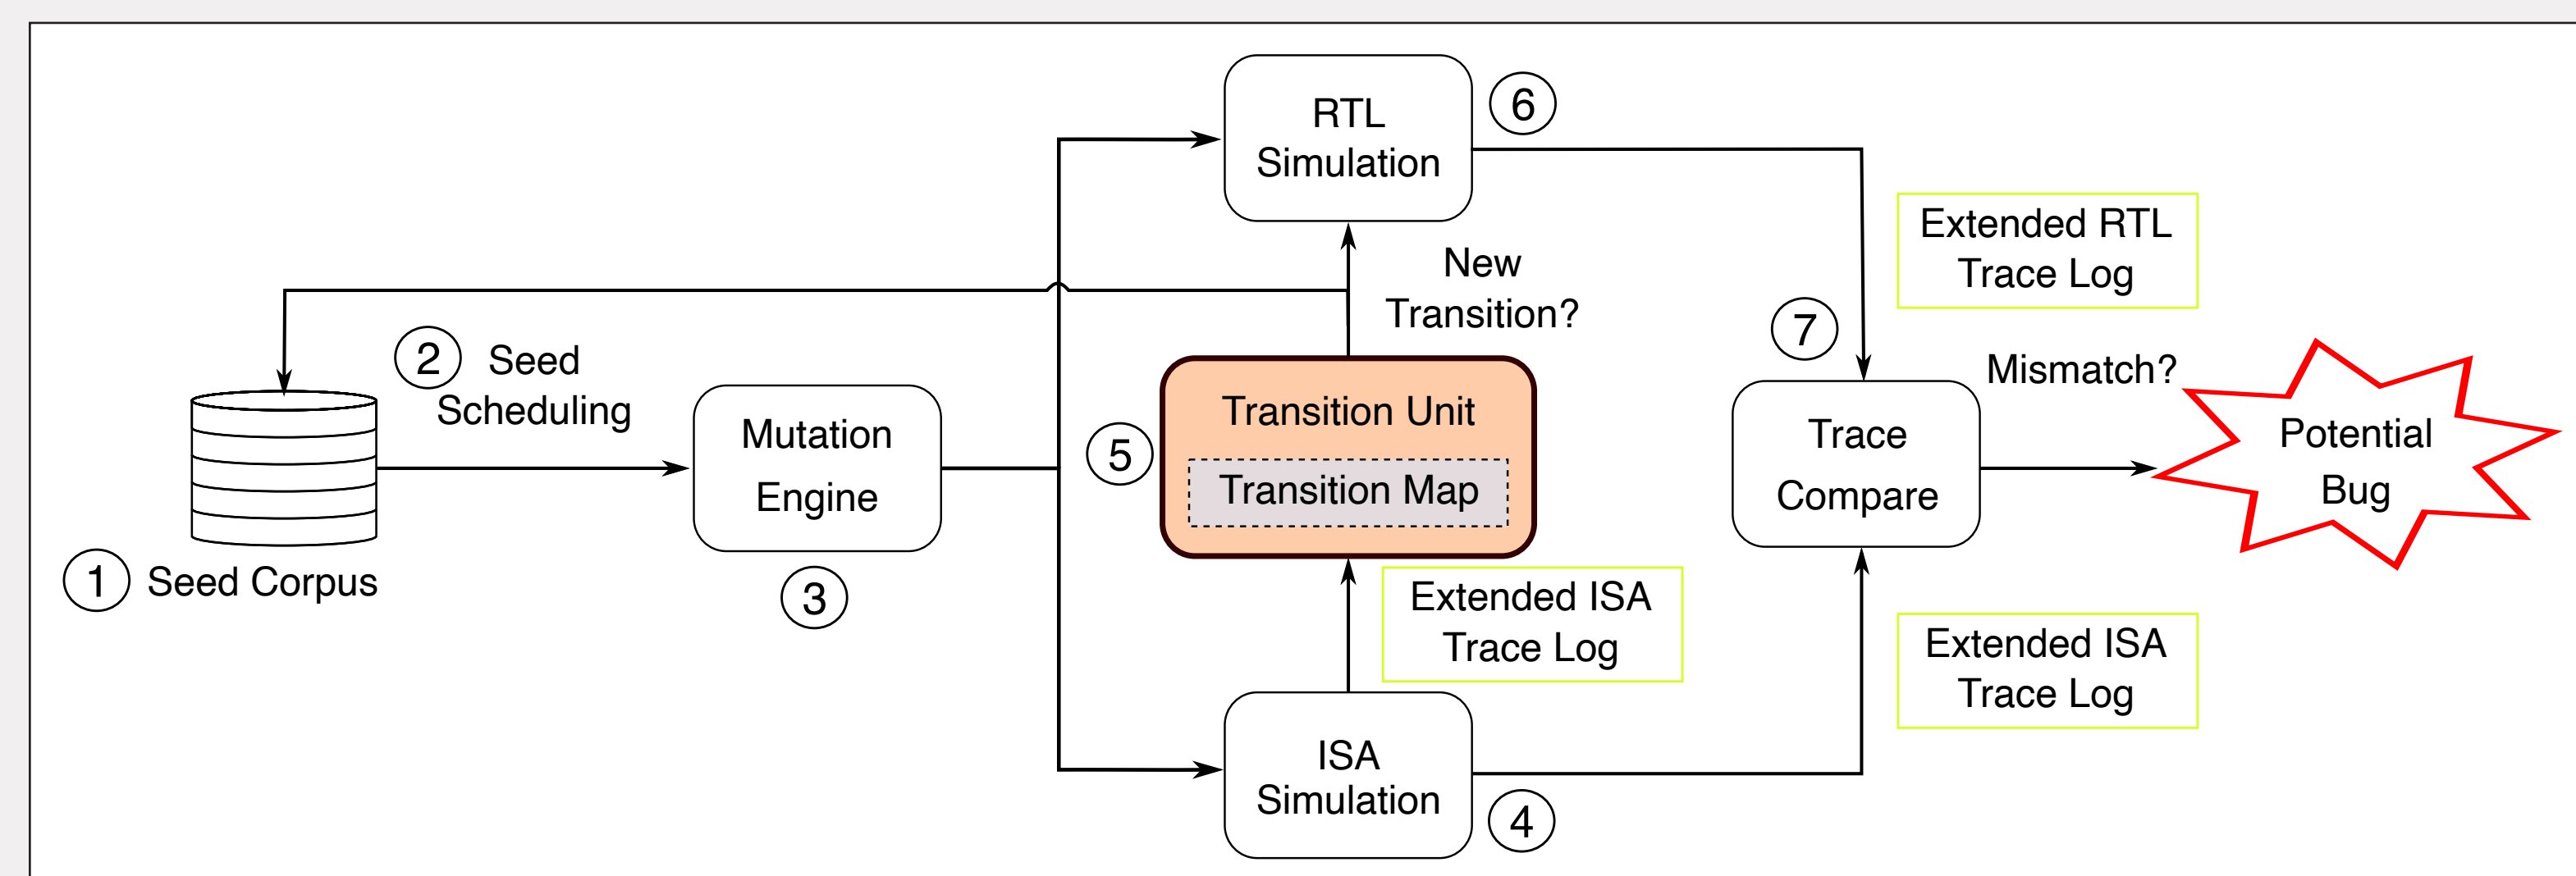 RTL
Simulation
6
Extended RTL
Trace Log
New
Transition?
2
Seed
Scheduling
7
Mismatch?
Mutation
Engine
5
Transition Unit
Transition Map
Trace
Compare
Potential
Bug
1
Seed Corpus
3
Extended ISA
Trace Log
Extended ISA
Trace Log
ISA
Simulation
4